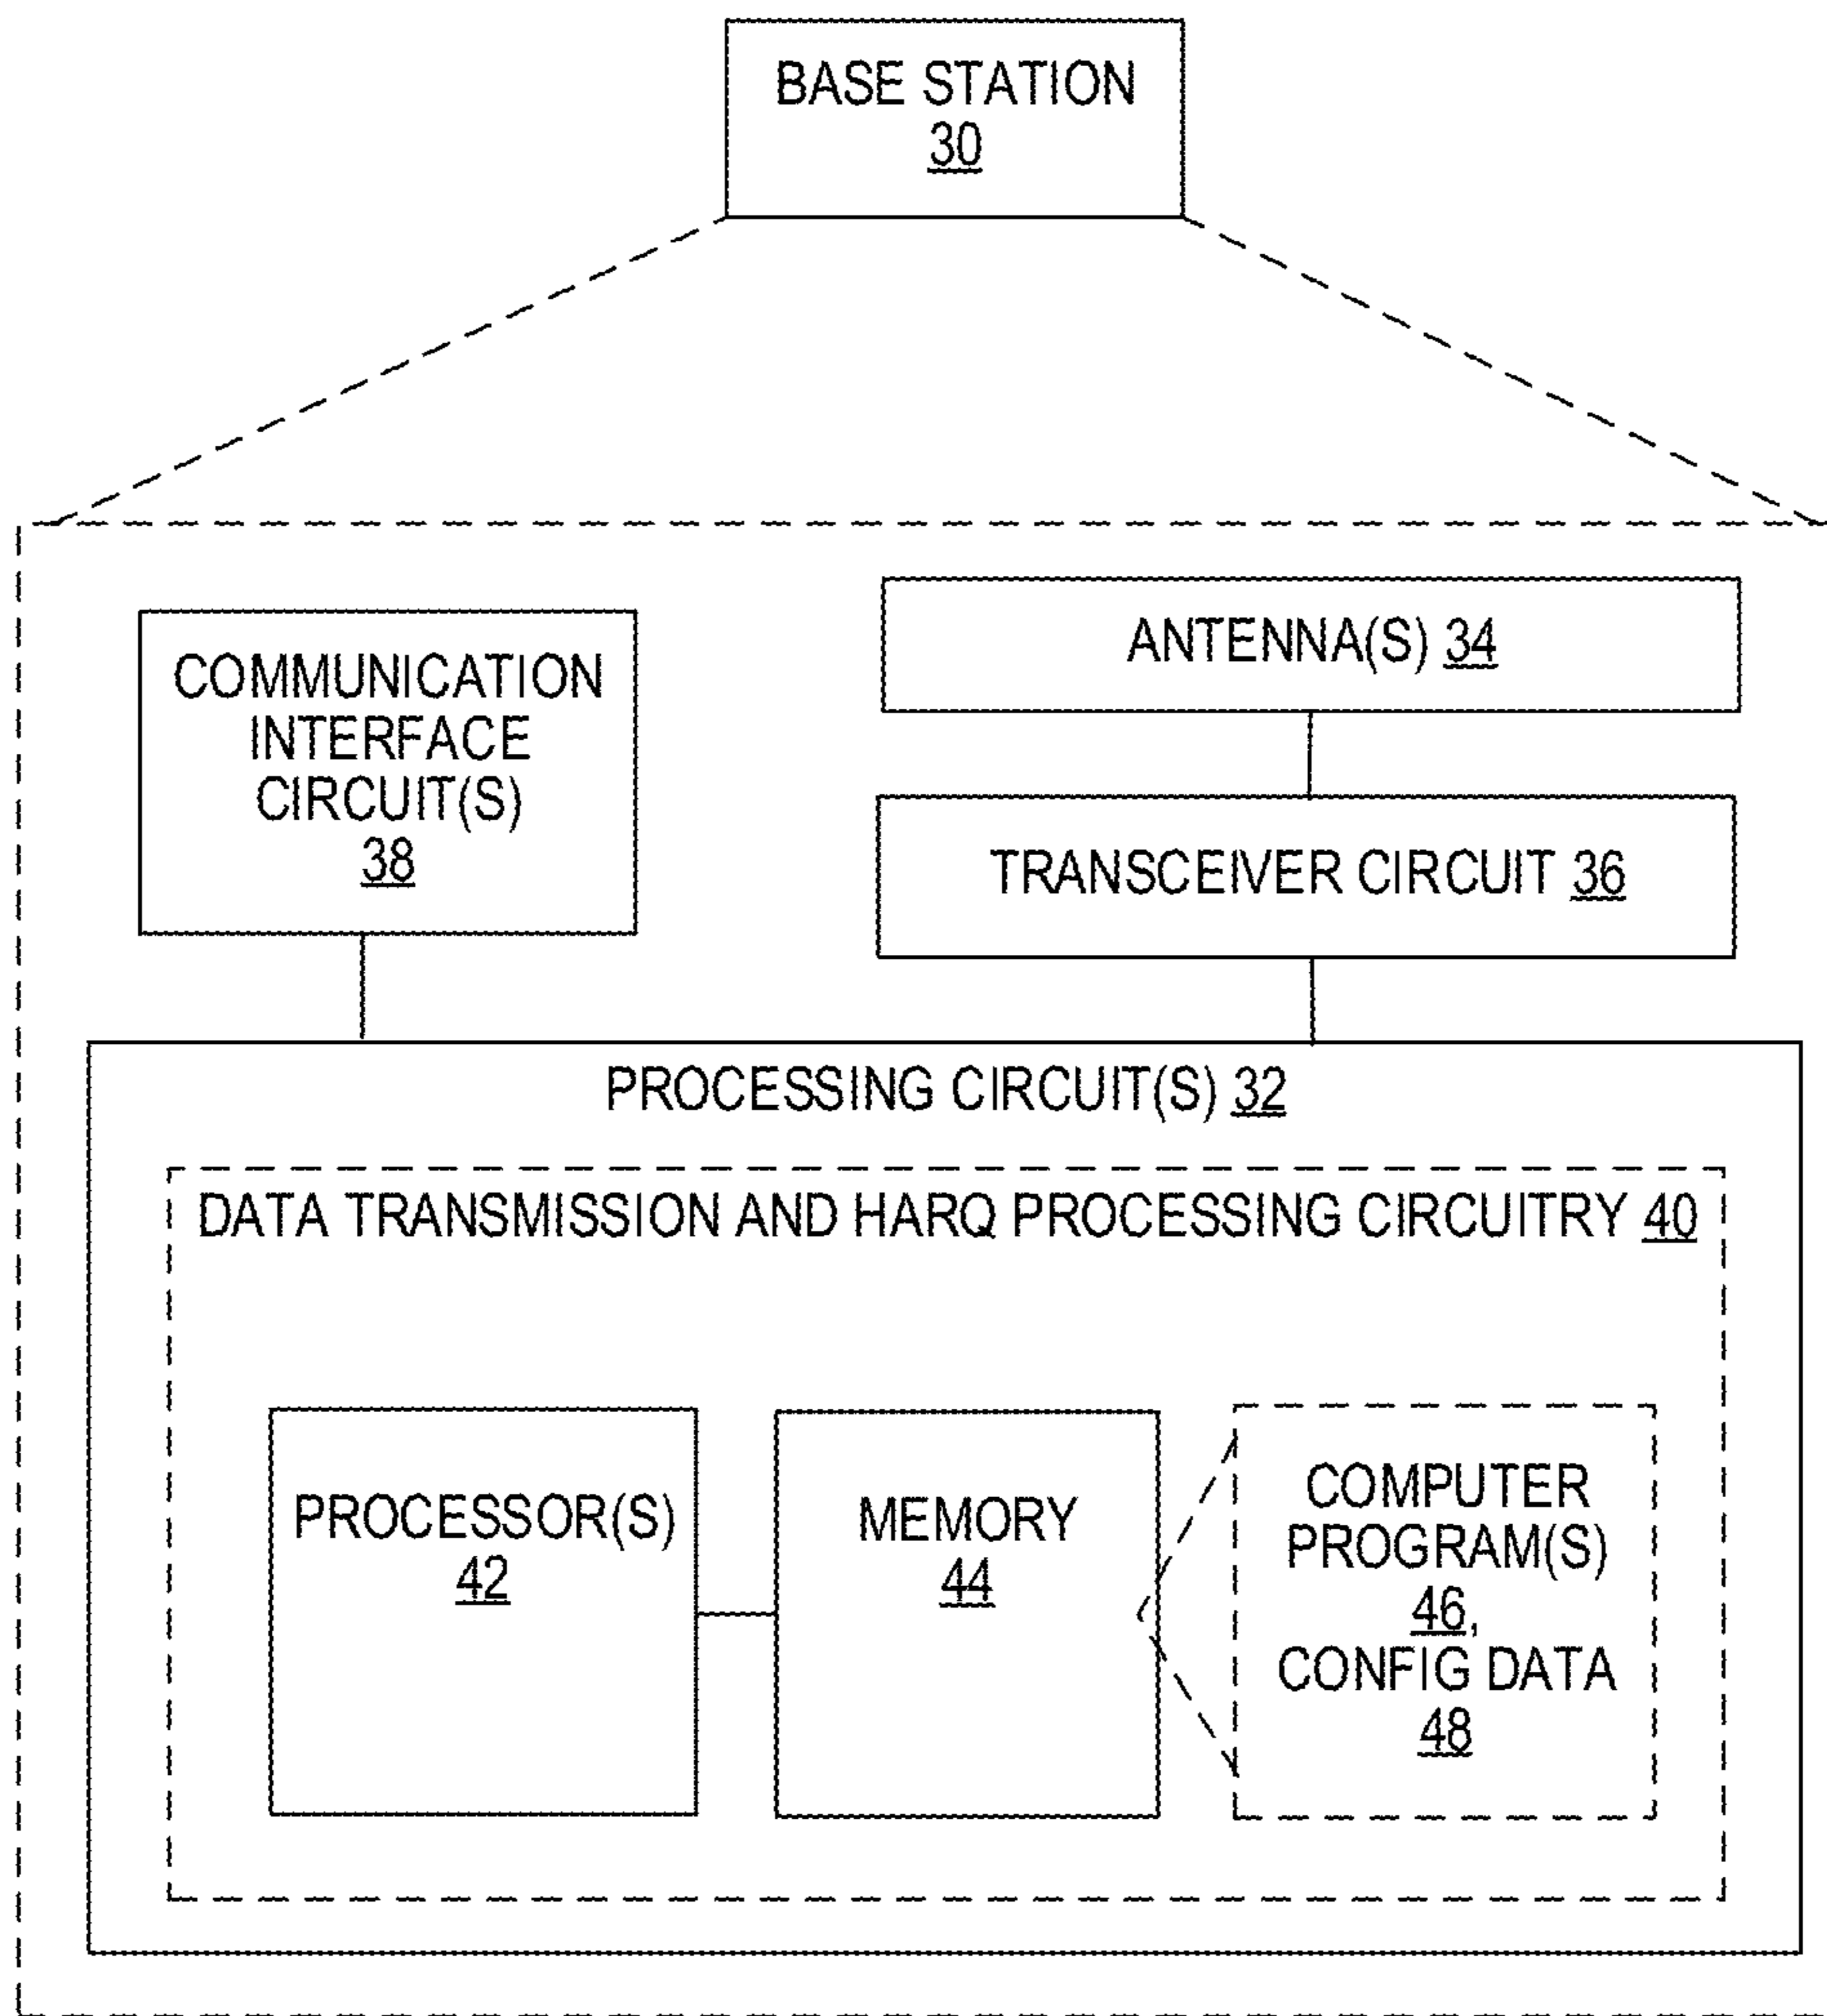 BASE STATION
30
COMMUNICATION
INTERFACE
CIRCUIT(S)
38
ANTENNA(S) 34
TRANSCEIVER CIRCUIT 36
PROCESSING CIRCUIT(S) 32
DATA TRANSMISSION AND HARQ PROCESSING CIRCUITRY 40
PROCESSOR(S)
42
MEMORY
44
COMPUTER
PROGRAM(S)
46,
CONFIG DATA
48